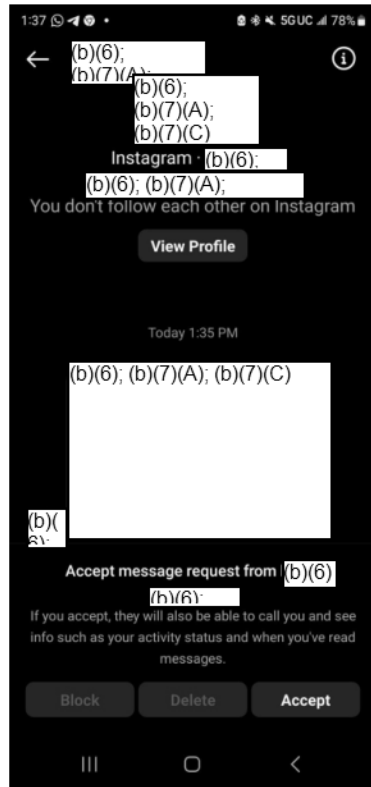 1:37 5GUC 78%
(b)(6);
(b)(7)(A);
(b)(6);
(b)(7)(A);
(b)(7)(C)
Instagram · (b)(6);
(b)(6); (b)(7)(A);
You don't follow each other on Instagram
View Profile
Today 1:35 PM
(b)(6); (b)(7)(A); (b)(7)(C)
(b)(
6);
Accept message request from (b)(6)
(b)(6);
If you accept, they will also be able to call you and see
info such as your activity status and when you've read
messages.
Block Delete Accept